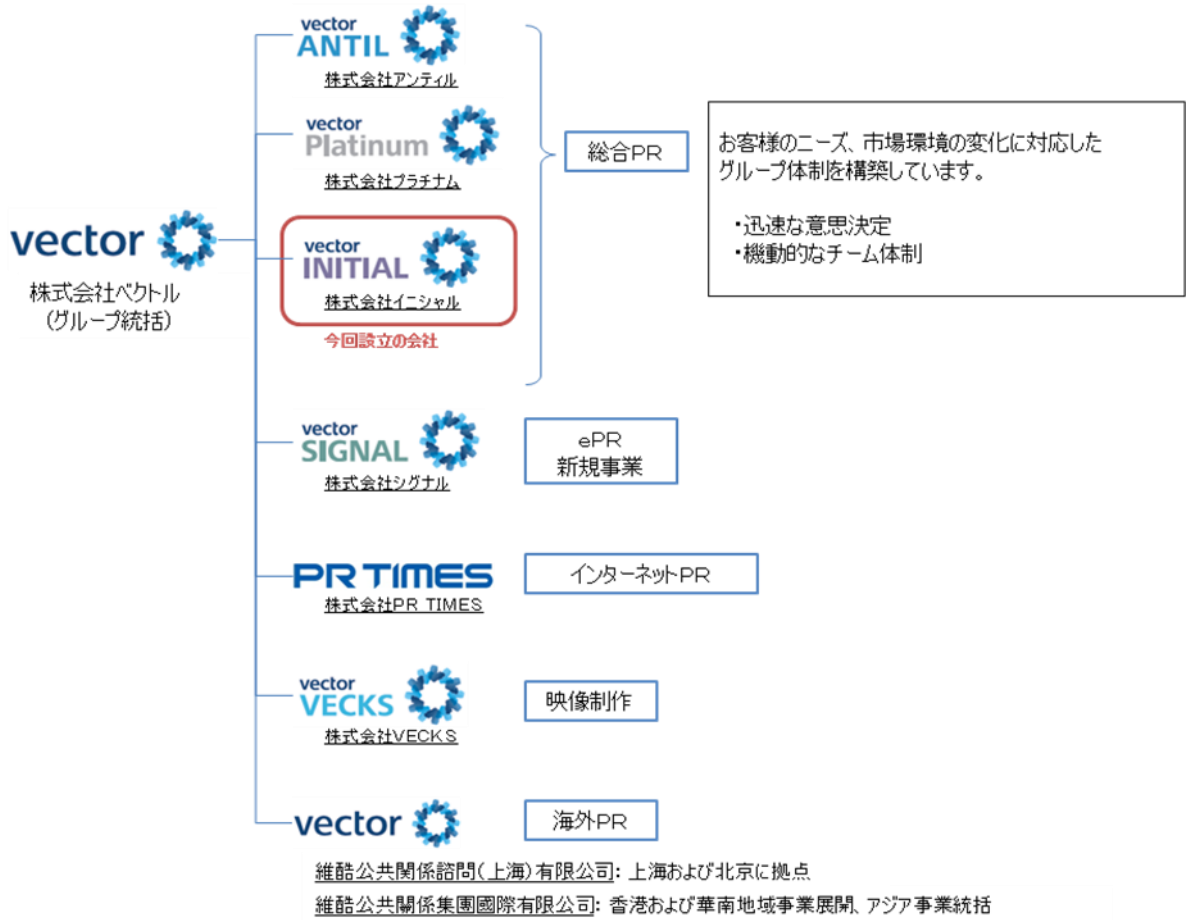 vector
ANTIL
株式会社アンティル
vector
Platinum
株式会社プラチナム
総合PR
お客様のニーズ、市場環境の変化に対応した
グループ体制を構築しています。
・迅速な意思決定
・機動的なチーム体制
vector
株式会社ベクトル
(グループ統括)
vector
INITIAL
株式会社イニシャル
今回設立の会社
vector
SIGNAL
株式会社シグナル
ePR
新規事業
PR TIMES
株式会社PR TIMES
インターネットPR
vector
VECKS
株式会社VECKS
映像制作
vector
海外PR
維酷公共関係諮問(上海)有限公司: 上海および北京に拠点
維酷公共關係集團國際有限公司: 香港および華南地域事業展開、アジア事業統括